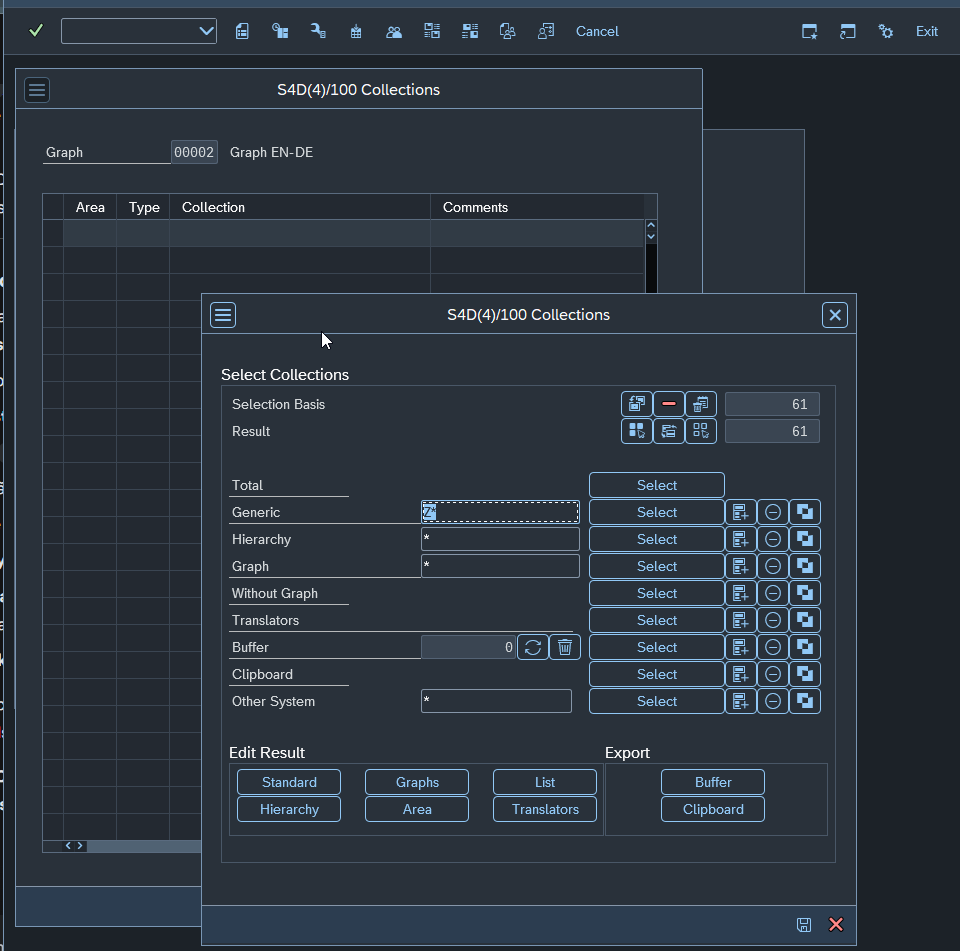 Cancel Exit
S4D(4)/100 Collections
Graph 00002 Graph EN-DE
Area Type Collection Comments
S4D(4)/100 Collections
Select Collections
Selection Basis 61
Result 61
Total Select
Generic Z* Select
Hierarchy * Select
Graph * Select
Without Graph Select
Translators Select
Buffer 0 Select
Clipboard Select
Other System * Select
Edit Result Export
Standard Graphs List Buffer
Hierarchy Area Translators Clipboard